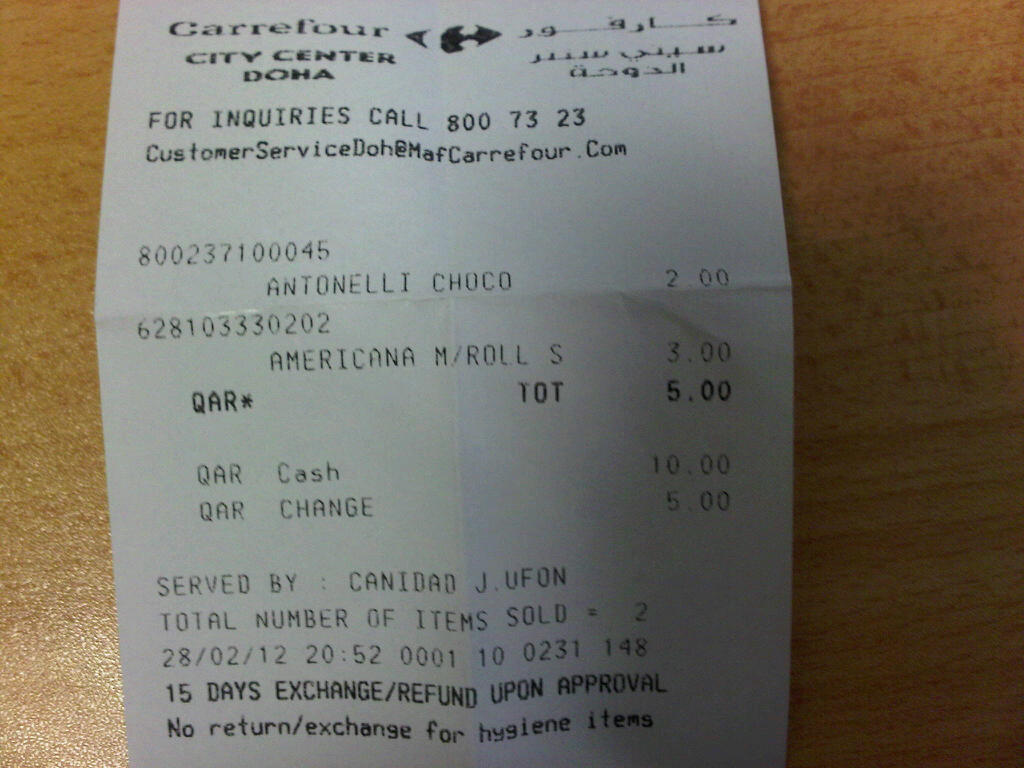 Carrefour كارفور
CITY CENTER سيتي سنتر
DOHA الدوحة
FOR INQUIRIES CALL 800 73 23
CustomerServiceDoh@MafCarrefour.Com
800237100045
ANTONELLI CHOCO 2.00
628103330202
AMERICANA M/ROLL S 3.00
QAR* TOT 5.00
QAR Cash 10.00
QAR CHANGE 5.00
SERVED BY : CANIDAD J.UFON
TOTAL NUMBER OF ITEMS SOLD = 2
28/02/12 20:52 0001 10 0231 148
15 DAYS EXCHANGE/REFUND UPON APPROVAL
No return/exchange for hygiene items